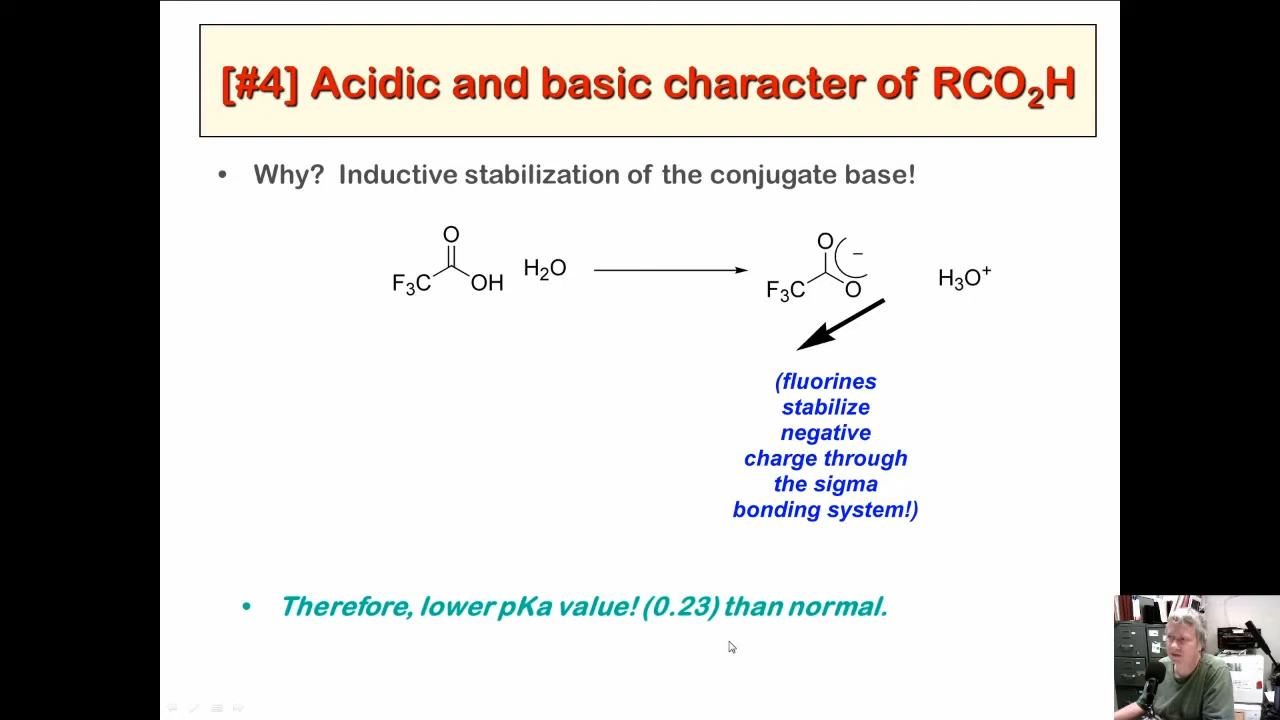 [#4] Acidic and basic character of RCO₂H
• Why? Inductive stabilization of the conjugate base!
O
F₃C
OH
H₂O
O
−
F₃C
O
H₃O⁺
(fluorines
stabilize
negative
charge through
the sigma
bonding system!)
• Therefore, lower pKa value! (0.23) than normal.